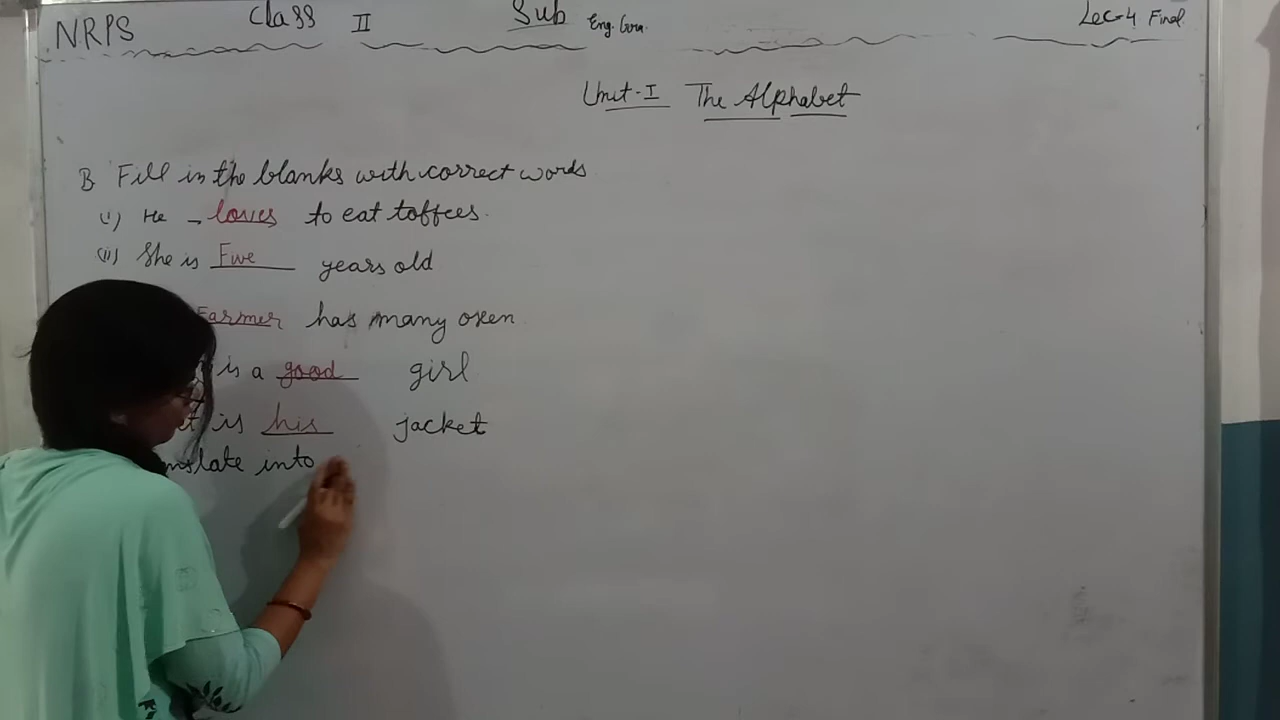 NRPS Class II Sub Eng. Gra. Lec-4 Final
Unit-I The Alphabet
B Fill in the blanks with correct words
(i) He loves to eat toffees.
(ii) She is Five years old
Farmer has many oxen
is a good girl
is his jacket
into